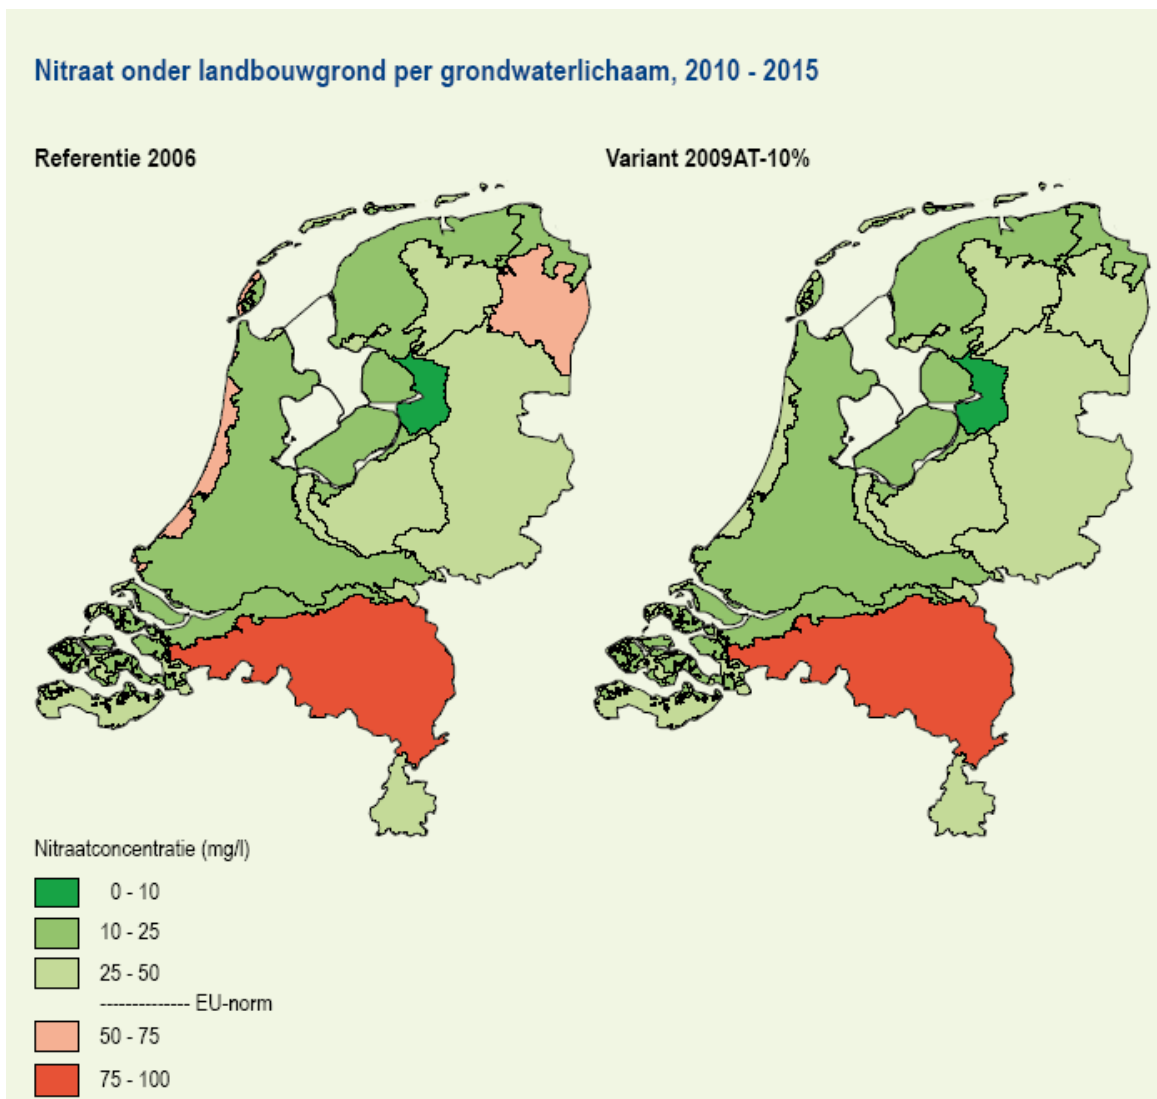 Nitraat onder landbouwgrond per grondwaterlichaam, 2010 - 2015
Referentie 2006
Variant 2009AT-10%
Nitraatconcentratie (mg/l)
0 - 10
10 - 25
25 - 50
-------------- EU-norm
50 - 75
75 - 100